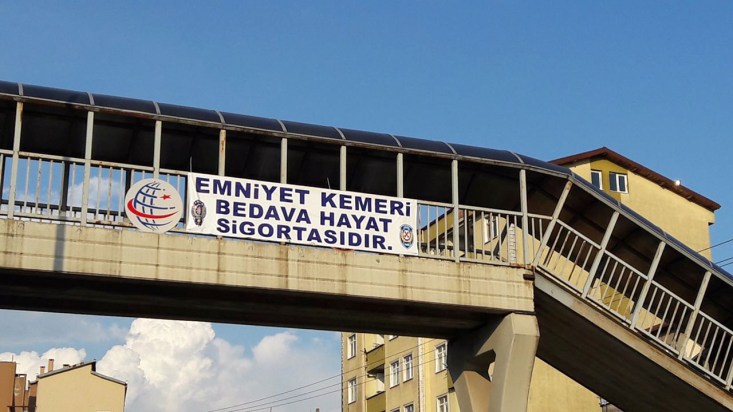 EMNiYET KEMERi
BEDAVA HAYAT
SiGORTASIDIR.